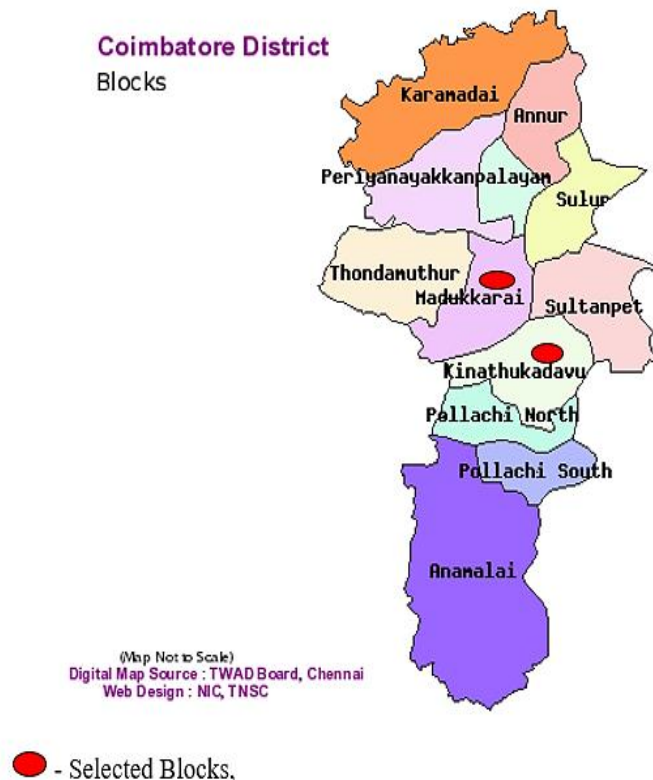 Coimbatore District
Blocks
Karamadai
Annur
Periyanayakkanpalayam
Sulur
Thondamuthur
Madukkarai
Sultanpet
Kinathukadavu
Pollachi North
Pollachi South
Anamalai
(Map Not to Scale)
Digital Map Source : TWAD Board, Chennai
Web Design : NIC, TNSC
- Selected Blocks,